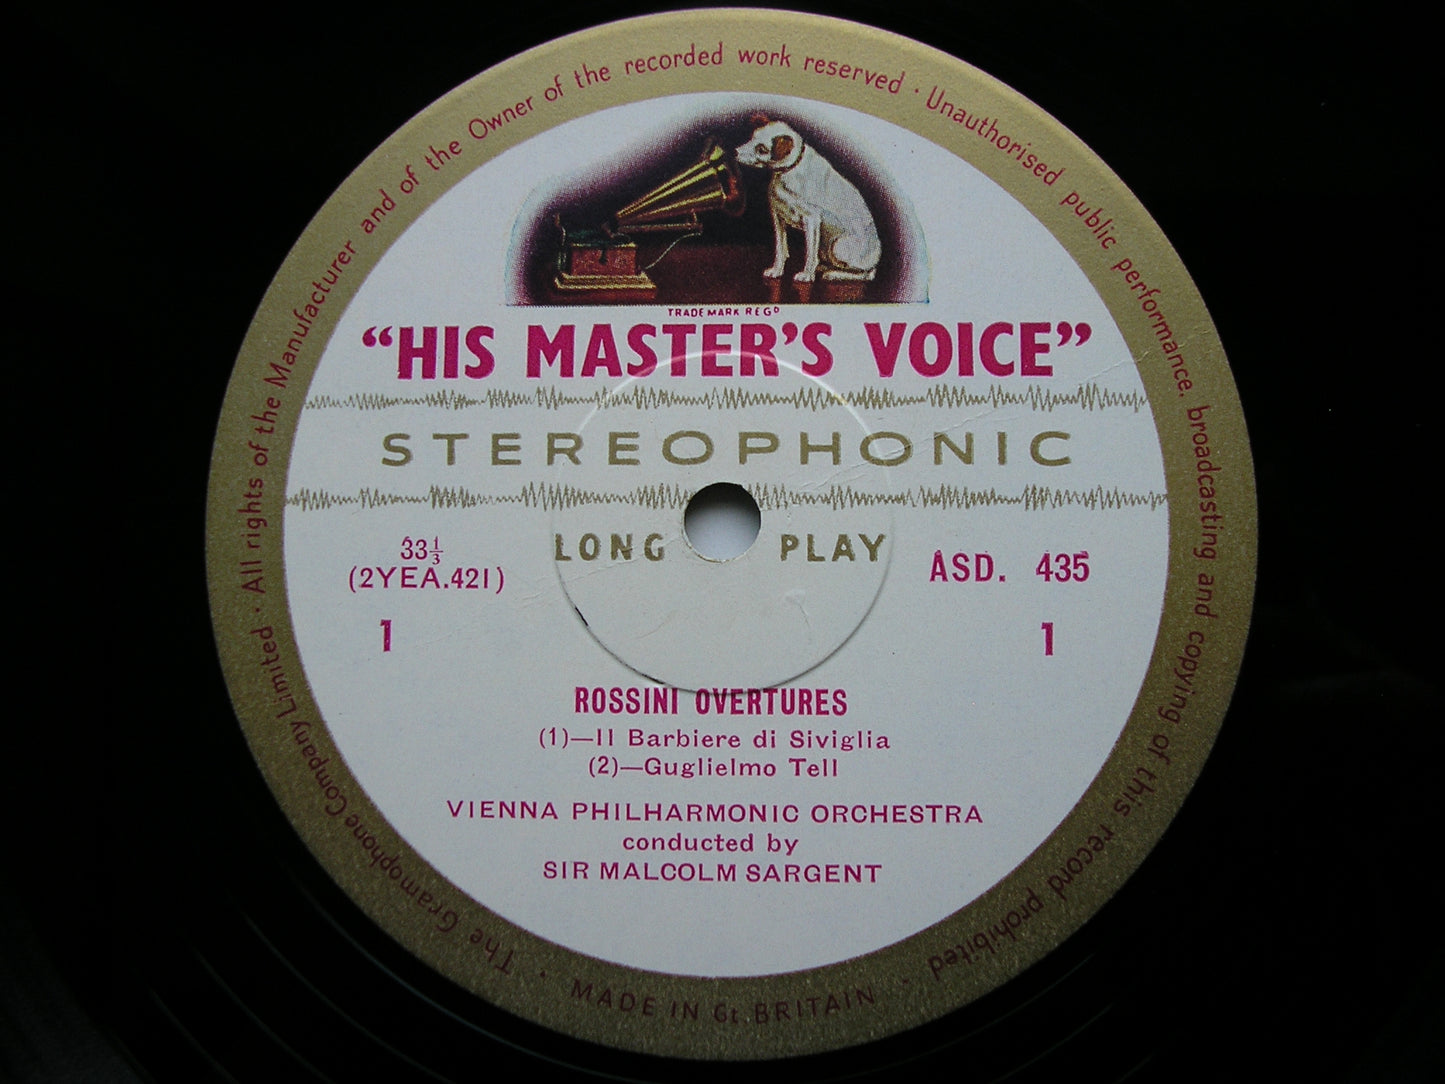 The Gramophone Company Limited · All rights of the Manufacturer and of the Owner of the recorded work reserved · Unauthorised public performance, broadcasting and copying of this record prohibited ·
TRADE MARK REGD
“HIS MASTER'S VOICE”
STEREOPHONIC
LONG PLAY
33⅓
(2YEA.421)
ASD. 435
1 1
ROSSINI OVERTURES
(1)—Il Barbiere di Siviglia
(2)—Guglielmo Tell
VIENNA PHILHARMONIC ORCHESTRA
conducted by
SIR MALCOLM SARGENT
MADE IN Gt. BRITAIN